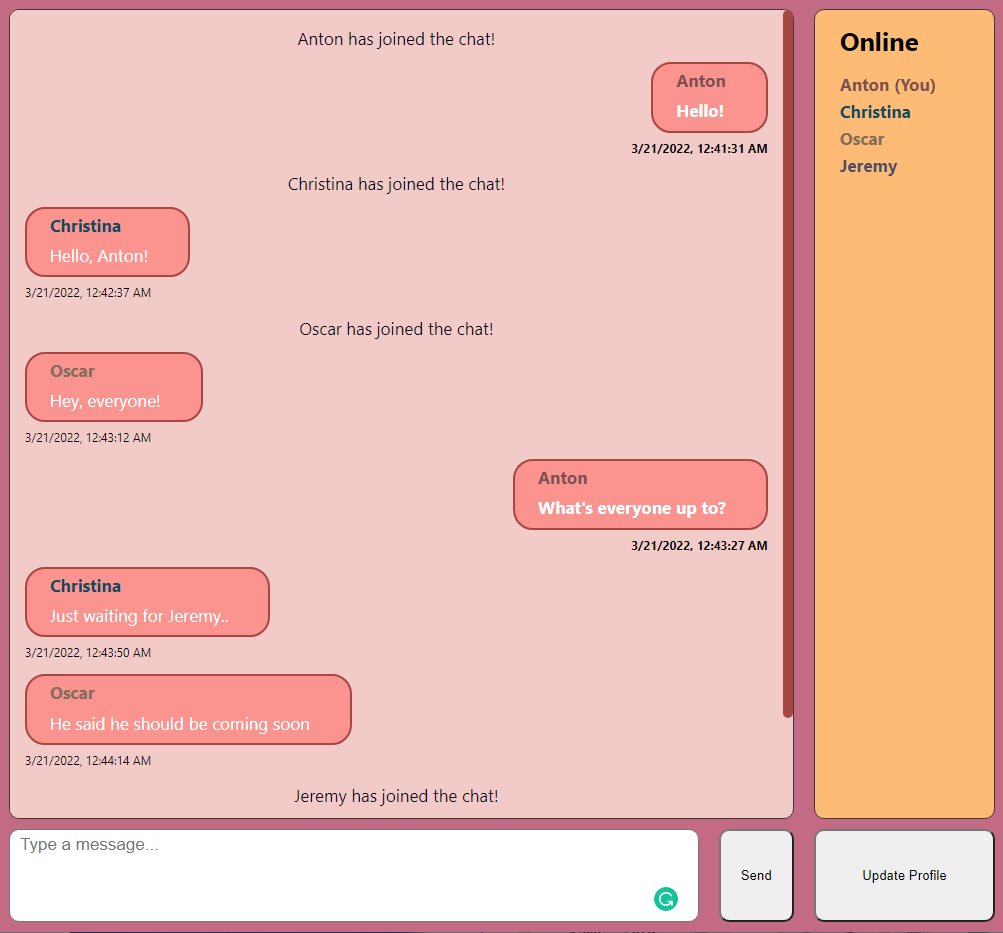 Anton has joined the chat!
Anton
Hello!
3/21/2022, 12:41:31 AM
Christina has joined the chat!
Christina
Hello, Anton!
3/21/2022, 12:42:37 AM
Oscar has joined the chat!
Oscar
Hey, everyone!
3/21/2022, 12:43:12 AM
Anton
What's everyone up to?
3/21/2022, 12:43:27 AM
Christina
Just waiting for Jeremy..
3/21/2022, 12:43:50 AM
Oscar
He said he should be coming soon
3/21/2022, 12:44:14 AM
Jeremy has joined the chat!
Type a message...
Send
Online
Anton (You)
Christina
Oscar
Jeremy
Update Profile